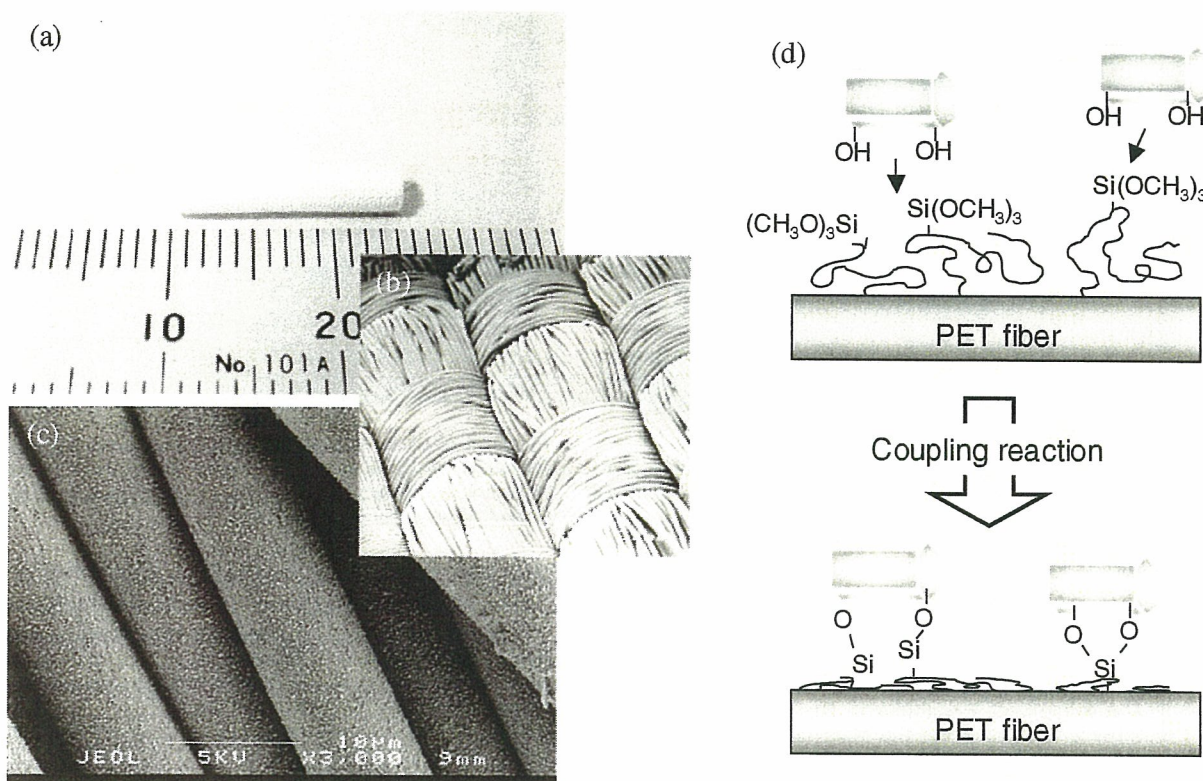 (a)
10 20
No. 101A
(b)
(c)
JEOL 5KV X3,000 10μm 9mm
(d)
OH OH
OH OH
(CH₃O)₃Si
Si(OCH₃)₃
Si(OCH₃)₃
PET fiber
Coupling reaction
O O
Si Si
O O
Si
PET fiber